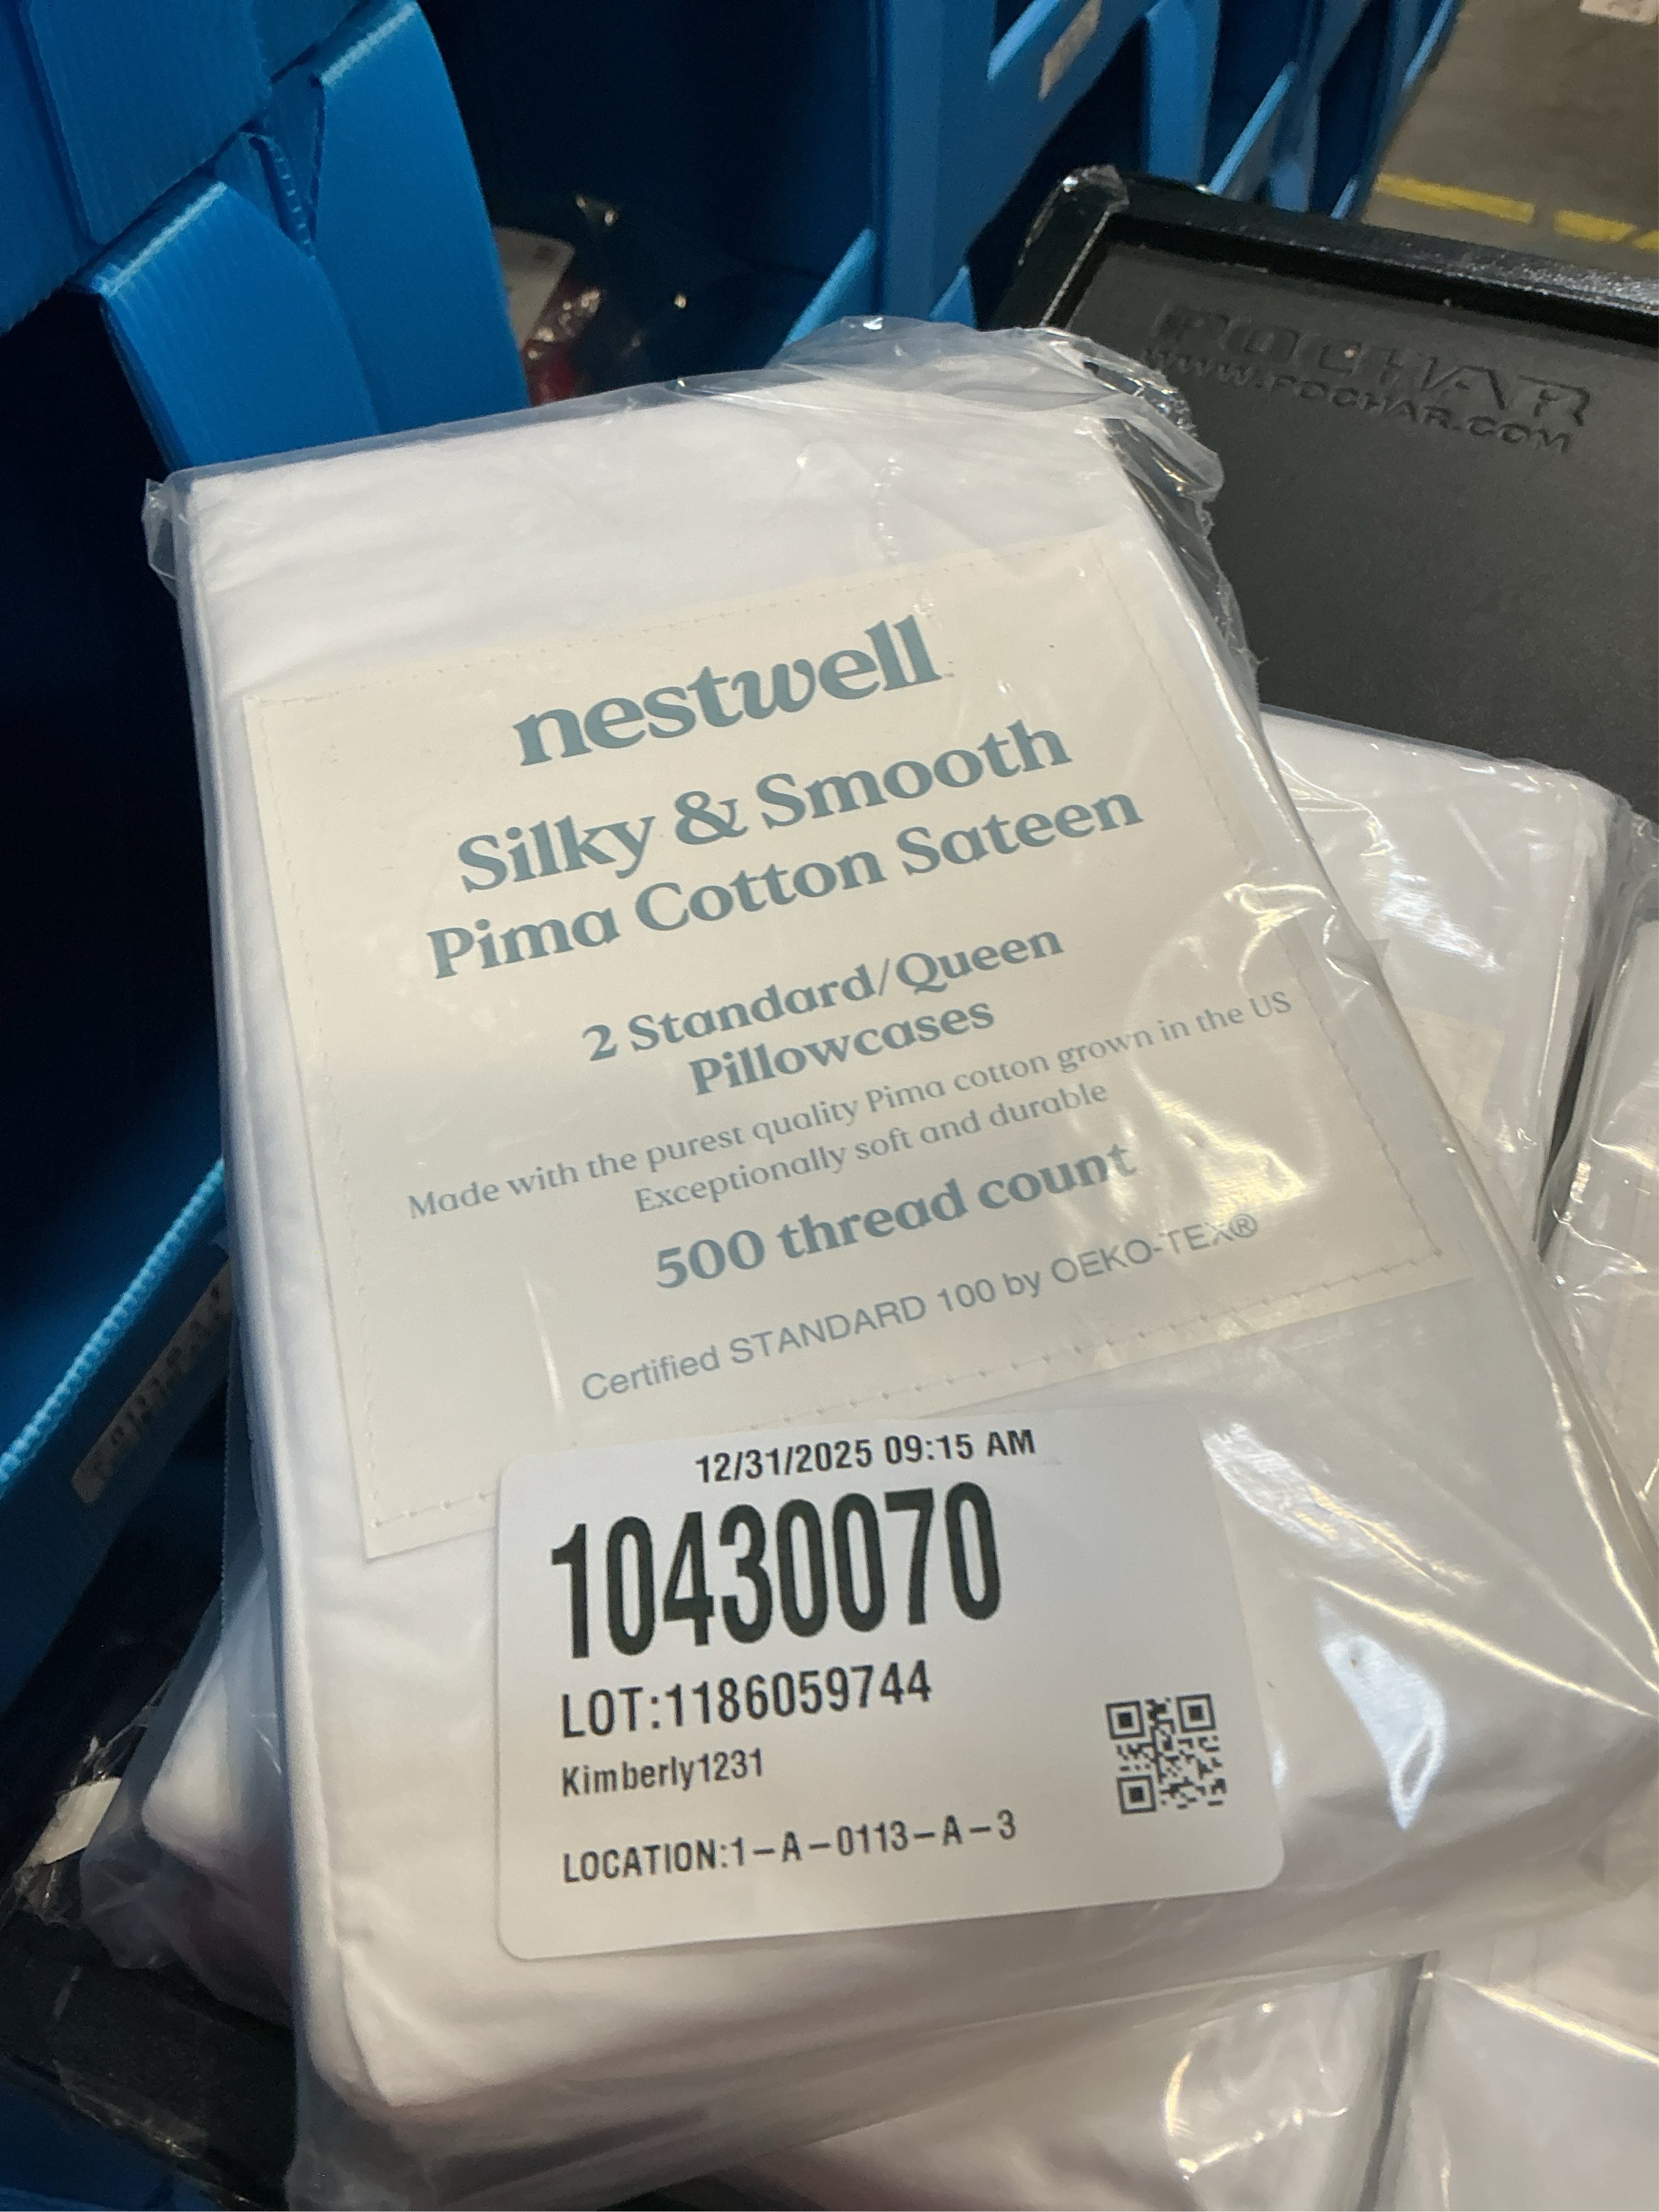 POCHAR
WWW.POCHAR.COM
nestwell
Silky & Smooth
Pima Cotton Sateen
2 Standard/Queen
Pillowcases
Made with the purest quality Pima cotton grown in the US
Exceptionally soft and durable
500 thread count
Certified STANDARD 100 by OEKO-TEX®
12/31/2025 09:15 AM
10430070
LOT:1186059744
Kimberly1231
LOCATION:1-A-0113-A-3